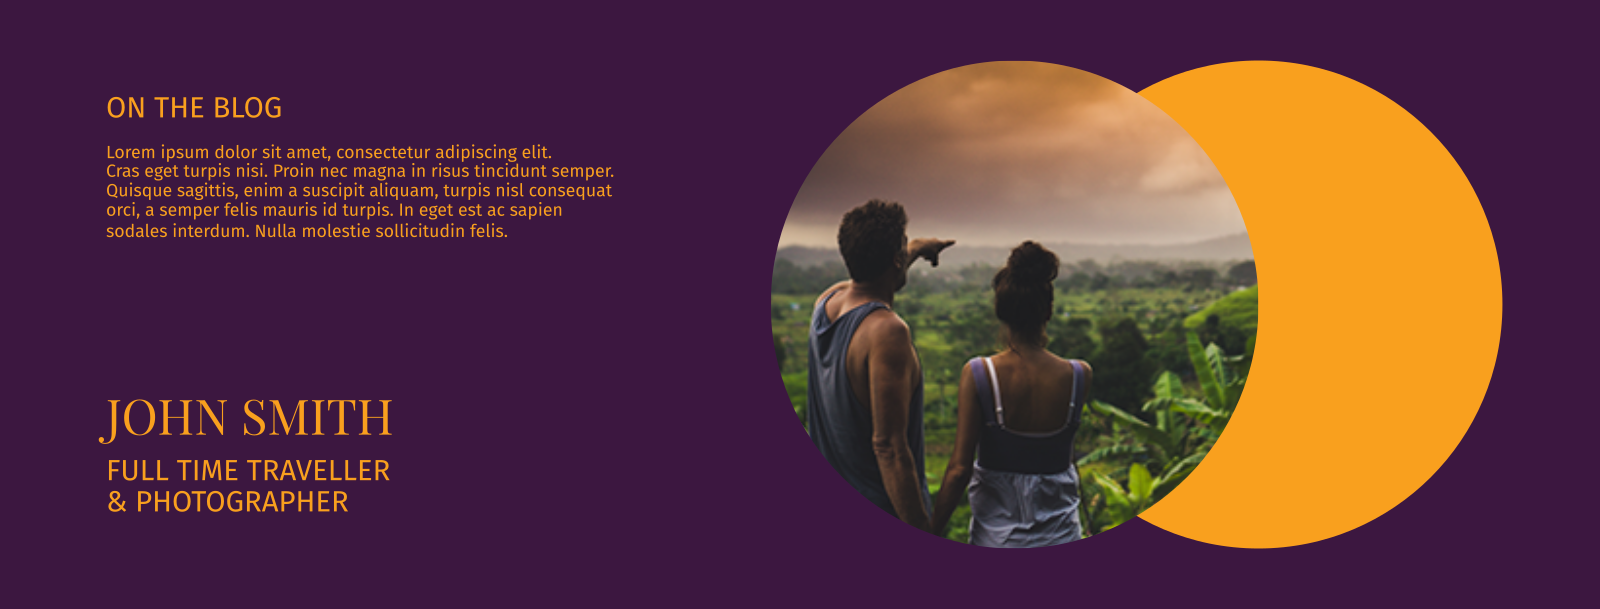 ON THE BLOG
Lorem ipsum dolor sit amet, consectetur adipiscing elit.
Cras eget turpis nisi. Proin nec magna in risus tincidunt semper.
Quisque sagittis, enim a suscipit aliquam, turpis nisl consequat
orci, a semper felis mauris id turpis. In eget est ac sapien
sodales interdum. Nulla molestie sollicitudin felis.
JOHN SMITH
FULL TIME TRAVELLER
& PHOTOGRAPHER